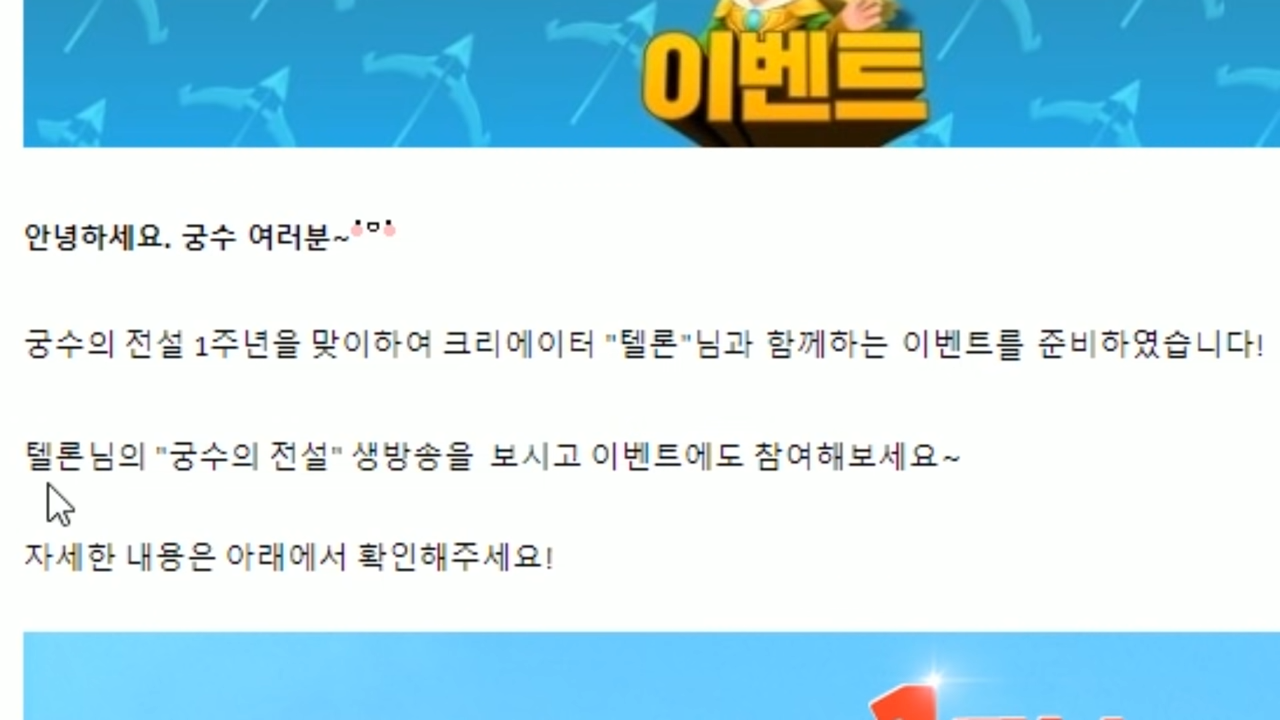 이벤트
안녕하세요. 궁수 여러분~
궁수의 전설 1주년을 맞이하여 크리에이터 "텔론"님과 함께하는 이벤트를 준비하였습니다!
텔론님의 "궁수의 전설" 생방송을 보시고 이벤트에도 참여해보세요~
자세한 내용은 아래에서 확인해주세요!